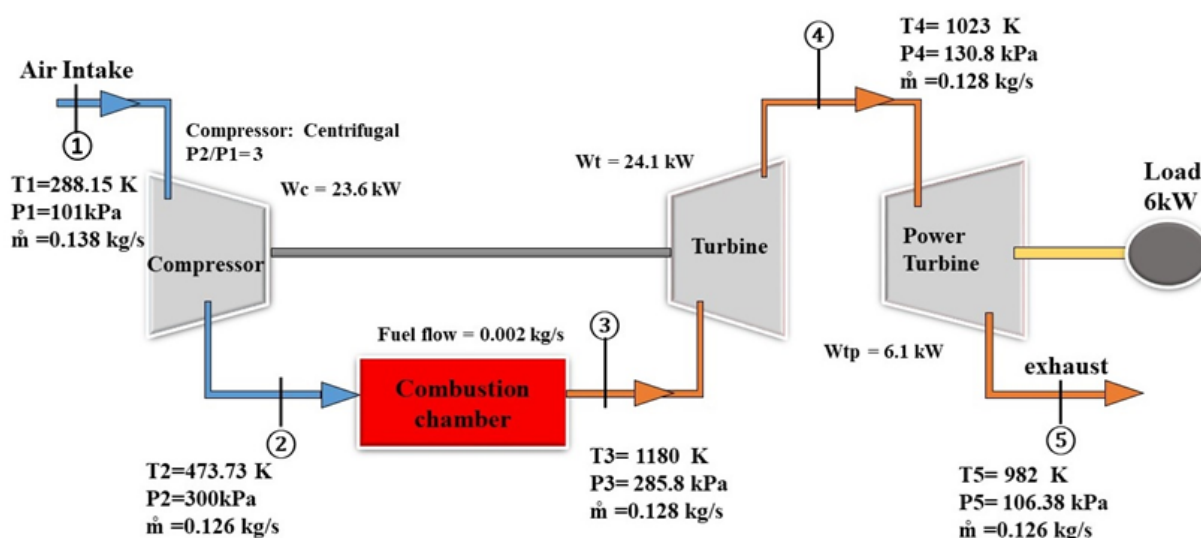 Air Intake
①
Compressor: Centrifugal
P2/P1=3
T1=288.15 K
P1=101kPa
m̊ =0.138 kg/s
Wc = 23.6 kW
Compressor
Wt = 24.1 kW
Turbine
④
T4= 1023 K
P4= 130.8 kPa
m̊ =0.128 kg/s
Power
Turbine
Load
6kW
Fuel flow = 0.002 kg/s
Combustion
chamber
②
T2=473.73 K
P2=300kPa
m̊ =0.126 kg/s
③
T3= 1180 K
P3= 285.8 kPa
m̊ =0.128 kg/s
Wtp = 6.1 kW
exhaust
⑤
T5= 982 K
P5= 106.38 kPa
m̊ =0.126 kg/s